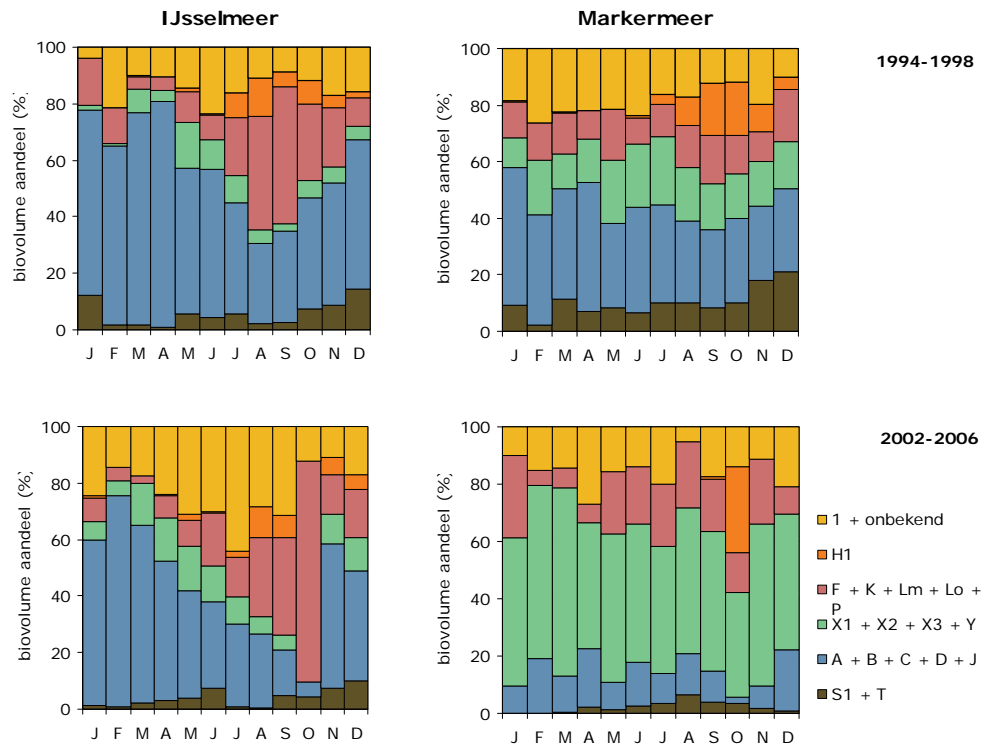 IJsselmeer
Markermeer
1994-1998
biovolume aandeel (%)
100
80
60
40
20
0
J F M A M J J A S O N D
biovolume aandeel (%)
100
80
60
40
20
0
J F M A M J J A S O N D
2002-2006
biovolume aandeel (%)
100
80
60
40
20
0
J F M A M J J A S O N D
biovolume aandeel (%)
100
80
60
40
20
0
J F M A M J J A S O N D
1 + onbekend
H1
F + K + Lm + Lo +
P
X1 + X2 + X3 + Y
A + B + C + D + J
S1 + T